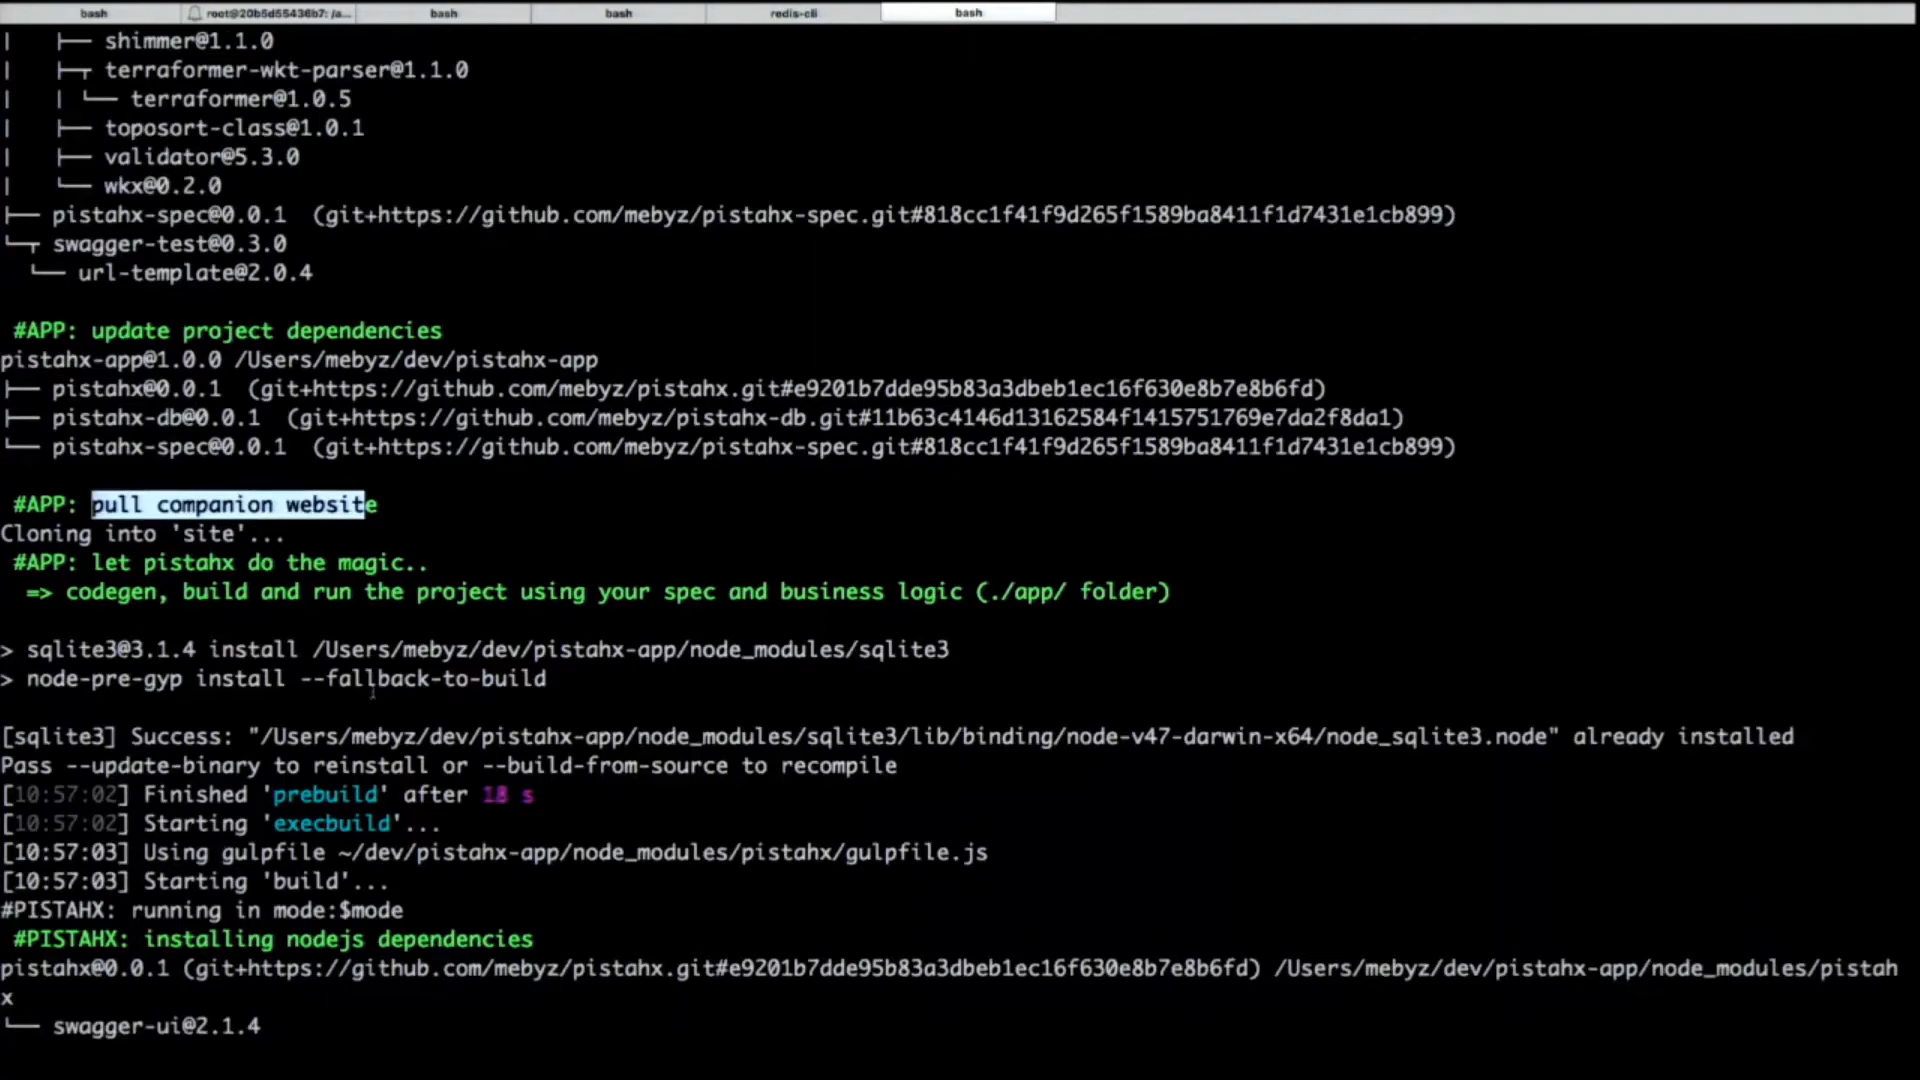 bash root@20b5d55436b7: /a... bash bash redis-cli bash
|   ├── shimmer@1.1.0
|   ├─┬ terraformer-wkt-parser@1.1.0
|   | └── terraformer@1.0.5
|   ├── toposort-class@1.0.1
|   ├── validator@5.3.0
|   └── wkx@0.2.0
├── pistahx-spec@0.0.1  (git+https://github.com/mebyz/pistahx-spec.git#818cc1f41f9d265f1589ba8411f1d7431e1cb899)
└─┬ swagger-test@0.3.0
  └── url-template@2.0.4
#APP: update project dependencies
pistahx-app@1.0.0 /Users/mebyz/dev/pistahx-app
├── pistahx@0.0.1  (git+https://github.com/mebyz/pistahx.git#e9201b7dde95b83a3dbeb1ec16f630e8b7e8b6fd)
├── pistahx-db@0.0.1  (git+https://github.com/mebyz/pistahx-db.git#11b63c4146d13162584f1415751769e7da2f8da1)
└── pistahx-spec@0.0.1  (git+https://github.com/mebyz/pistahx-spec.git#818cc1f41f9d265f1589ba8411f1d7431e1cb899)
#APP: pull companion website
Cloning into 'site'...
#APP: let pistahx do the magic..
=> codegen, build and run the project using your spec and business logic (./app/ folder)
> sqlite3@3.1.4 install /Users/mebyz/dev/pistahx-app/node_modules/sqlite3
> node-pre-gyp install --fallback-to-build
[sqlite3] Success: "/Users/mebyz/dev/pistahx-app/node_modules/sqlite3/lib/binding/node-v47-darwin-x64/node_sqlite3.node" already installed
Pass --update-binary to reinstall or --build-from-source to recompile
[10:57:02] Finished 'prebuild' after 18 s
[10:57:02] Starting 'execbuild'...
[10:57:03] Using gulpfile ~/dev/pistahx-app/node_modules/pistahx/gulpfile.js
[10:57:03] Starting 'build'...
#PISTAHX: running in mode:$mode
#PISTAHX: installing nodejs dependencies
pistahx@0.0.1 (git+https://github.com/mebyz/pistahx.git#e9201b7dde95b83a3dbeb1ec16f630e8b7e8b6fd) /Users/mebyz/dev/pistahx-app/node_modules/pistah
x
└── swagger-ui@2.1.4